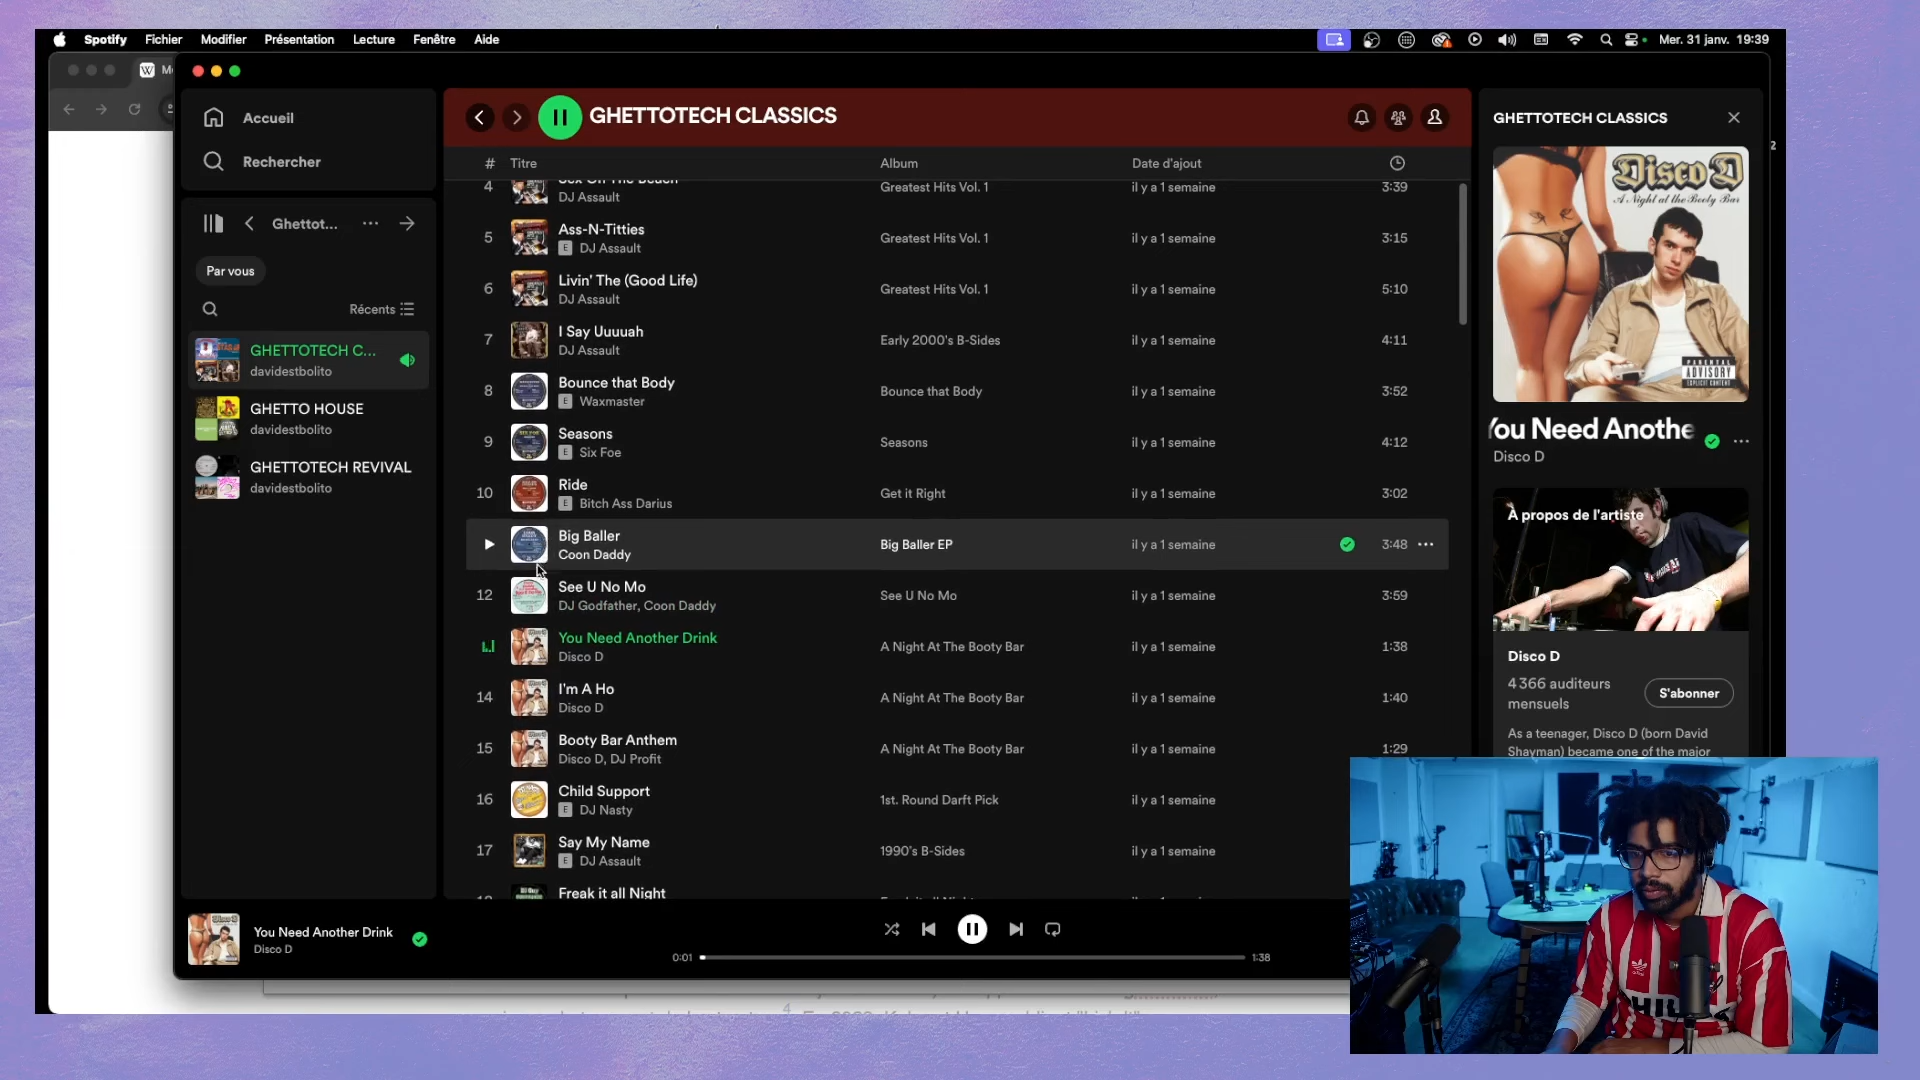 Spotify Fichier Modifier Présentation Lecture Fenêtre Aide
Mer. 31 janv. 19:39
Accueil
Rechercher
Ghettot...
Par vous
Récents
GHETTOTECH C...
davidestbolito
GHETTO HOUSE
davidestbolito
GHETTOTECH REVIVAL
davidestbolito
GHETTOTECH CLASSICS
# Titre Album Date d'ajout
4 Sex On The Beach Greatest Hits Vol. 1 il y a 1 semaine 3:39
DJ Assault
5 Ass-N-Titties Greatest Hits Vol. 1 il y a 1 semaine 3:15
E DJ Assault
6 Livin' The (Good Life) Greatest Hits Vol. 1 il y a 1 semaine 5:10
DJ Assault
7 I Say Uuuuah Early 2000's B-Sides il y a 1 semaine 4:11
DJ Assault
8 Bounce that Body Bounce that Body il y a 1 semaine 3:52
E Waxmaster
9 Seasons Seasons il y a 1 semaine 4:12
E Six Foe
10 Ride Get it Right il y a 1 semaine 3:02
E Bitch Ass Darius
Big Baller Big Baller EP il y a 1 semaine 3:48
Coon Daddy
12 See U No Mo See U No Mo il y a 1 semaine 3:59
DJ Godfather, Coon Daddy
You Need Another Drink A Night At The Booty Bar il y a 1 semaine 1:38
Disco D
14 I'm A Ho A Night At The Booty Bar il y a 1 semaine 1:40
Disco D
15 Booty Bar Anthem A Night At The Booty Bar il y a 1 semaine 1:29
Disco D, DJ Profit
16 Child Support 1st. Round Darft Pick il y a 1 semaine
E DJ Nasty
17 Say My Name 1990's B-Sides il y a 1 semaine
E DJ Assault
Freak it all Night
GHETTOTECH CLASSICS
Disco D
A Night at the Booty Bar
PARENTAL
ADVISORY
EXPLICIT CONTENT
You Need Anothe
Disco D
À propos de l'artiste
Disco D
4 366 auditeurs
mensuels
S'abonner
As a teenager, Disco D (born David
Shayman) became one of the major
You Need Another Drink
Disco D
0:01 1:38